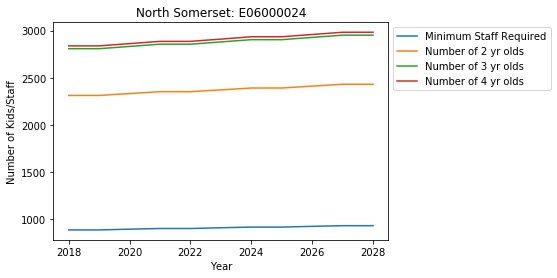 North Somerset: E06000024
3000
2500
2000
1500
1000
Number of Kids/Staff
2018 2020 2022 2024 2026 2028
Year
Minimum Staff Required
Number of 2 yr olds
Number of 3 yr olds
Number of 4 yr olds